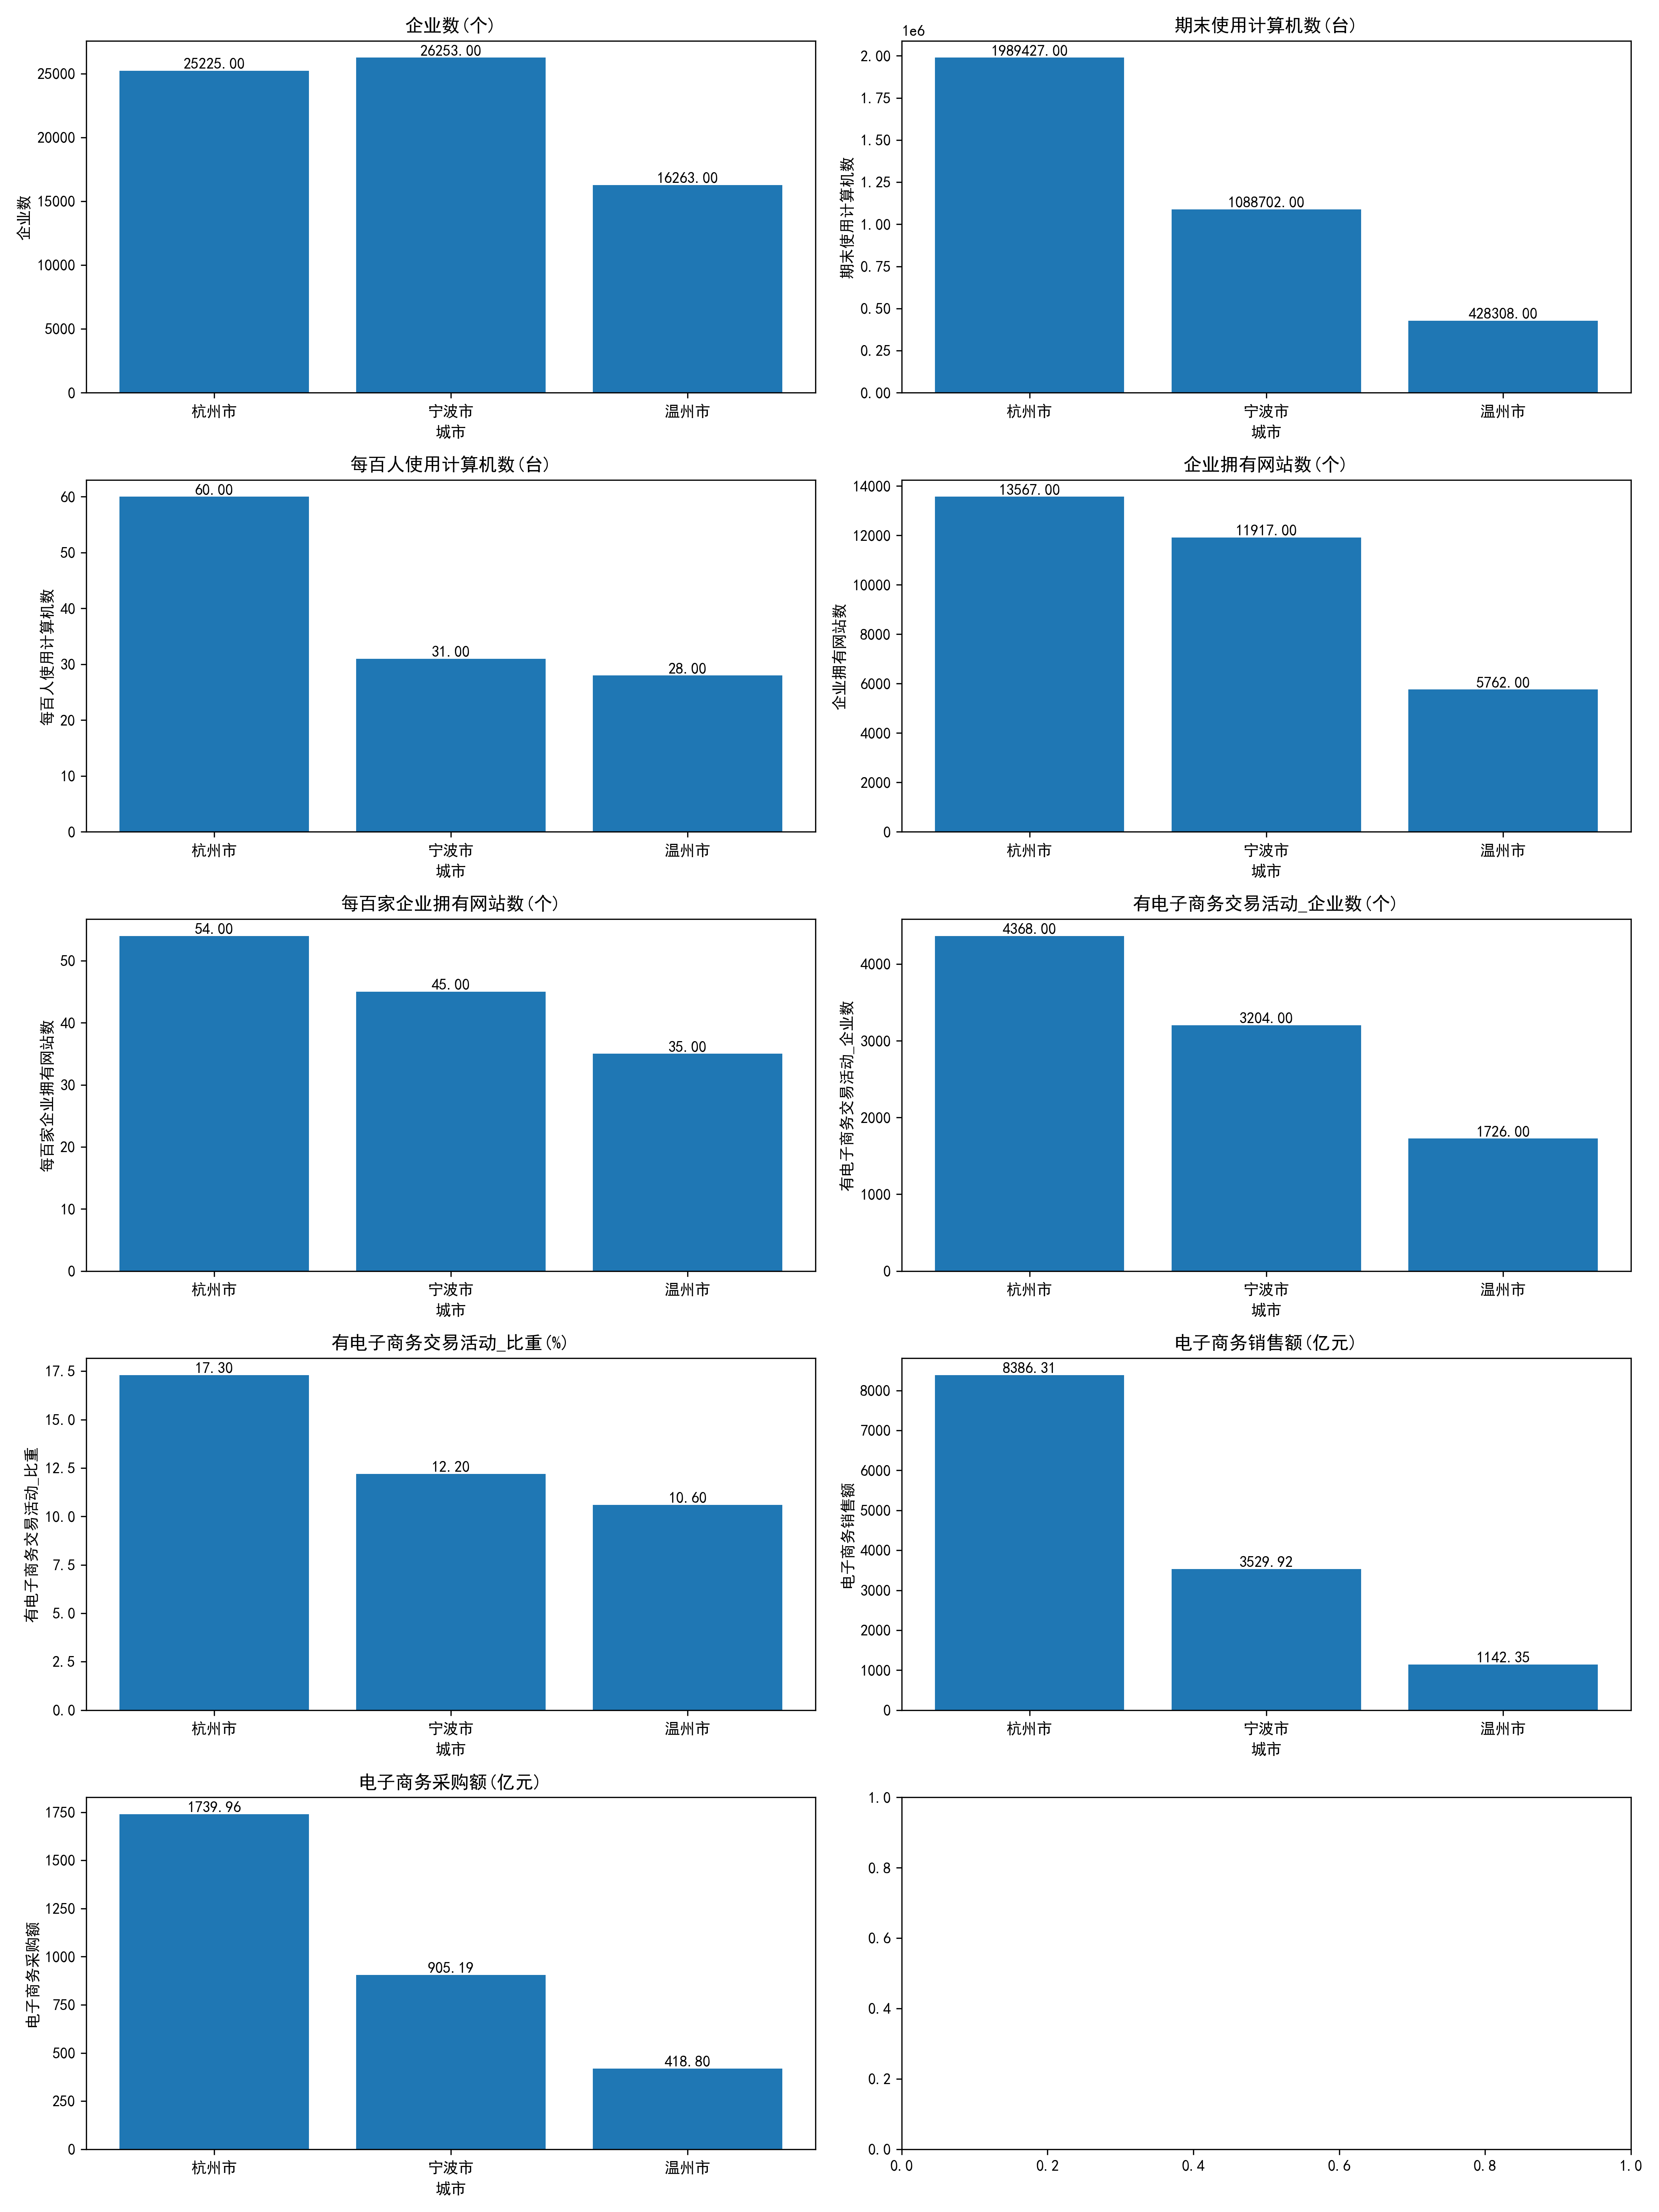 企业数(个)
企业数
25000
20000
15000
10000
5000
0
25225.00
26253.00
16263.00
杭州市 宁波市 温州市
城市
期末使用计算机数(台)
1e6
期末使用计算机数
2.00
1.75
1.50
1.25
1.00
0.75
0.50
0.25
0.00
1989427.00
1088702.00
428308.00
杭州市 宁波市 温州市
城市
每百人使用计算机数(台)
每百人使用计算机数
60
50
40
30
20
10
0
60.00
31.00
28.00
杭州市 宁波市 温州市
城市
企业拥有网站数(个)
企业拥有网站数
14000
12000
10000
8000
6000
4000
2000
0
13567.00
11917.00
5762.00
杭州市 宁波市 温州市
城市
每百家企业拥有网站数(个)
每百家企业拥有网站数
50
40
30
20
10
0
54.00
45.00
35.00
杭州市 宁波市 温州市
城市
有电子商务交易活动_企业数(个)
有电子商务交易活动_企业数
4000
3000
2000
1000
0
4368.00
3204.00
1726.00
杭州市 宁波市 温州市
城市
有电子商务交易活动_比重(%)
有电子商务交易活动_比重
17.5
15.0
12.5
10.0
7.5
5.0
2.5
0.0
17.30
12.20
10.60
杭州市 宁波市 温州市
城市
电子商务销售额(亿元)
电子商务销售额
8000
7000
6000
5000
4000
3000
2000
1000
0
8386.31
3529.92
1142.35
杭州市 宁波市 温州市
城市
电子商务采购额(亿元)
电子商务采购额
1750
1500
1250
1000
750
500
250
0
1739.96
905.19
418.80
杭州市 宁波市 温州市
城市
1.0
0.8
0.6
0.4
0.2
0.0
0.0 0.2 0.4 0.6 0.8 1.0